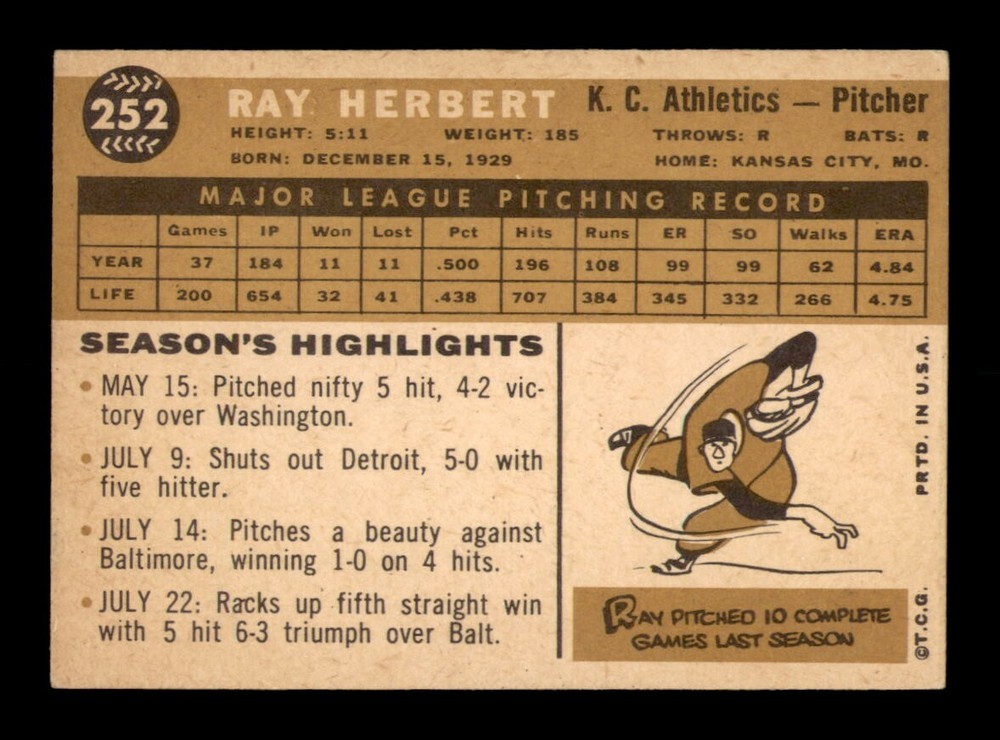 252
RAY HERBERT K. C. Athletics — Pitcher
HEIGHT: 5:11 WEIGHT: 185 THROWS: R BATS: R
BORN: DECEMBER 15, 1929 HOME: KANSAS CITY, MO.
MAJOR LEAGUE PITCHING RECORD
Games IP Won Lost Pct Hits Runs ER SO Walks ERA
YEAR 37 184 11 11 .500 196 108 99 99 62 4.84
LIFE 200 654 32 41 .438 707 384 345 332 266 4.75
SEASON'S HIGHLIGHTS
• MAY 15: Pitched nifty 5 hit, 4-2 vic-
tory over Washington.
• JULY 9: Shuts out Detroit, 5-0 with
five hitter.
• JULY 14: Pitches a beauty against
Baltimore, winning 1-0 on 4 hits.
• JULY 22: Racks up fifth straight win
with 5 hit 6-3 triumph over Balt.
RAY PITCHED 10 COMPLETE
GAMES LAST SEASON
©T.C.G. PRTD. IN U.S.A.